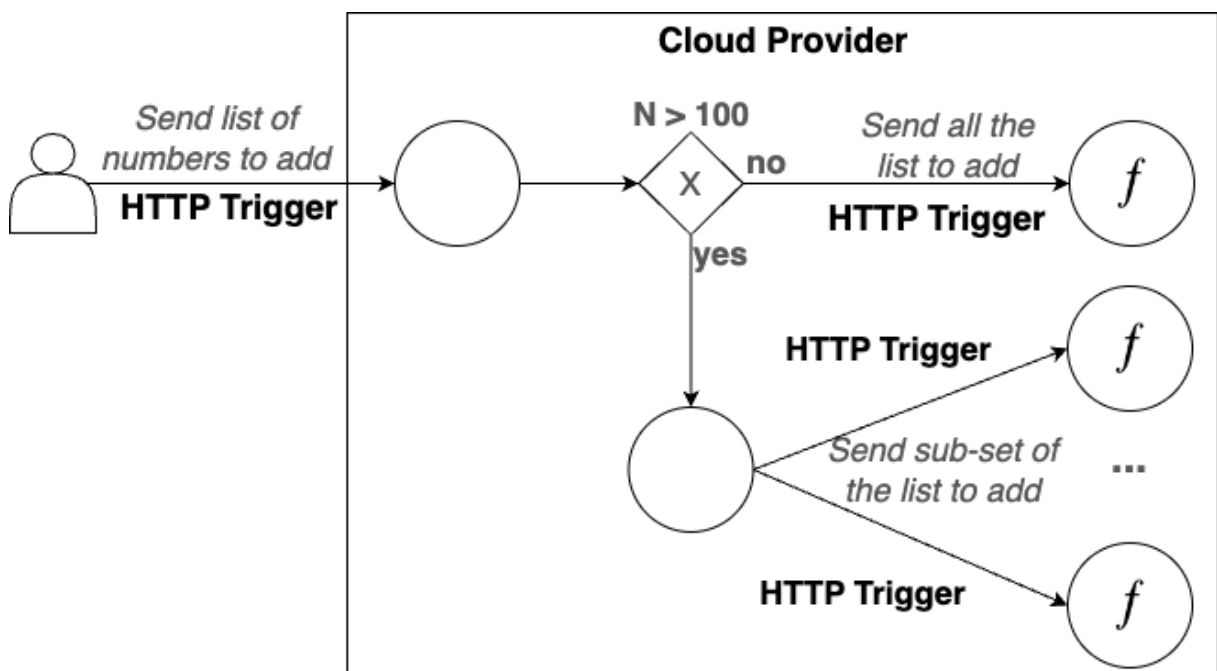 Cloud Provider
Send list of
numbers to add
HTTP Trigger
N > 100
X
no
yes
Send all the
list to add
HTTP Trigger
f
HTTP Trigger
f
Send sub-set of
the list to add
...
HTTP Trigger
f